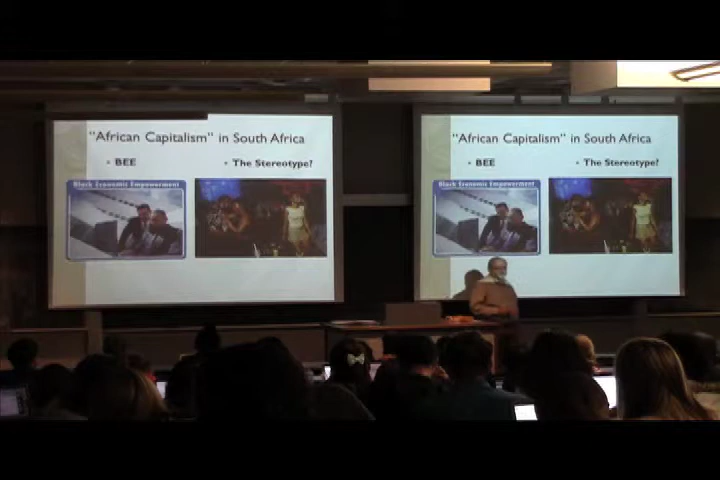 "African Capitalism" in South Africa
• BEE
• The Stereotype?
Black Economic Empowerment
"African Capitalism" in South Africa
• BEE
• The Stereotype?
Black Economic Empowerment